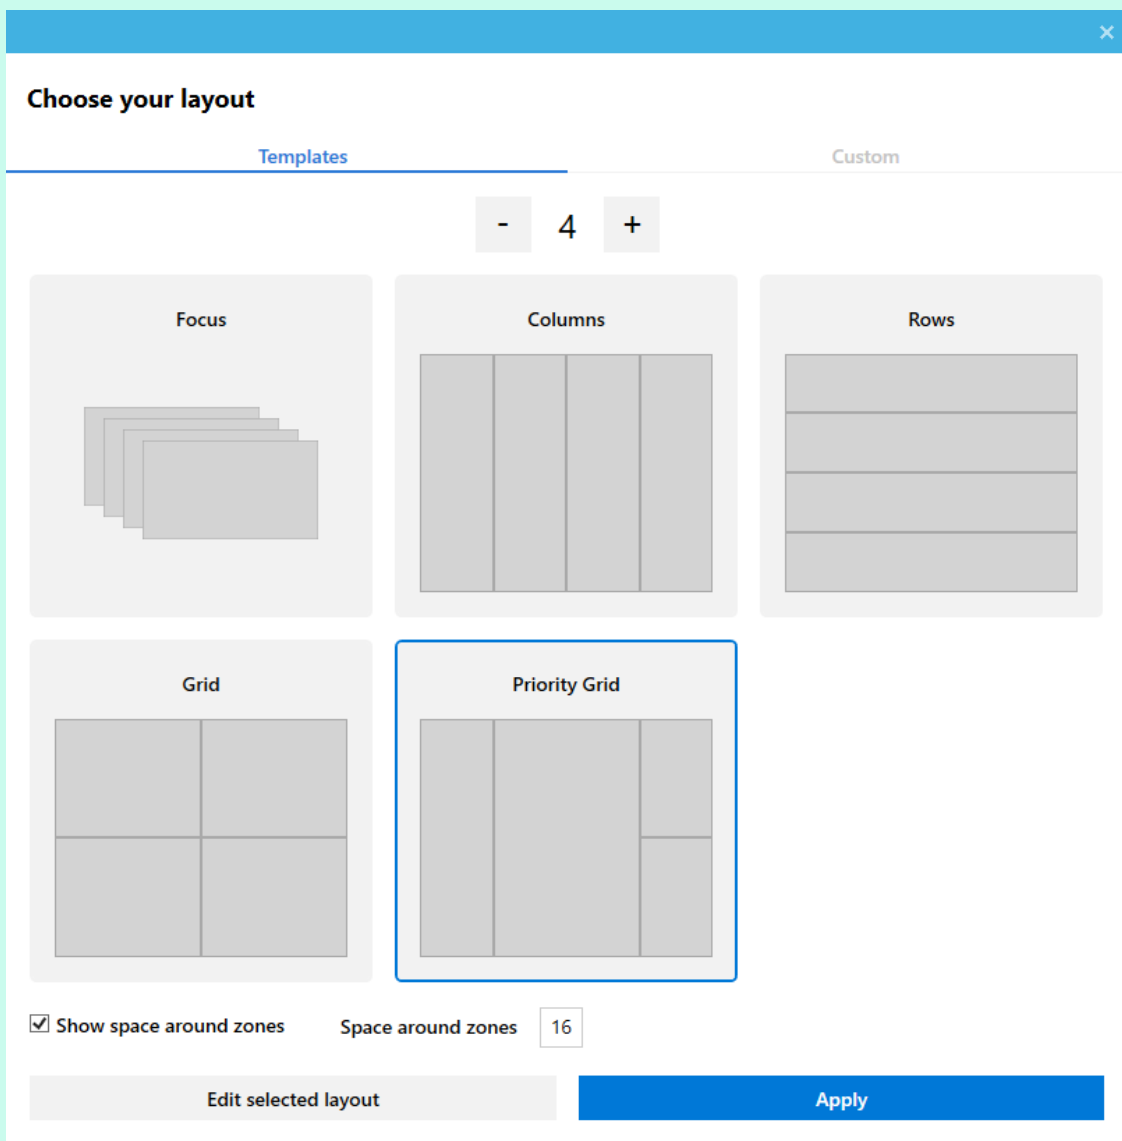 ×
Choose your layout
Templates Custom
- 4 +
Focus Columns Rows
Grid Priority Grid
Show space around zones Space around zones 16
Edit selected layout Apply